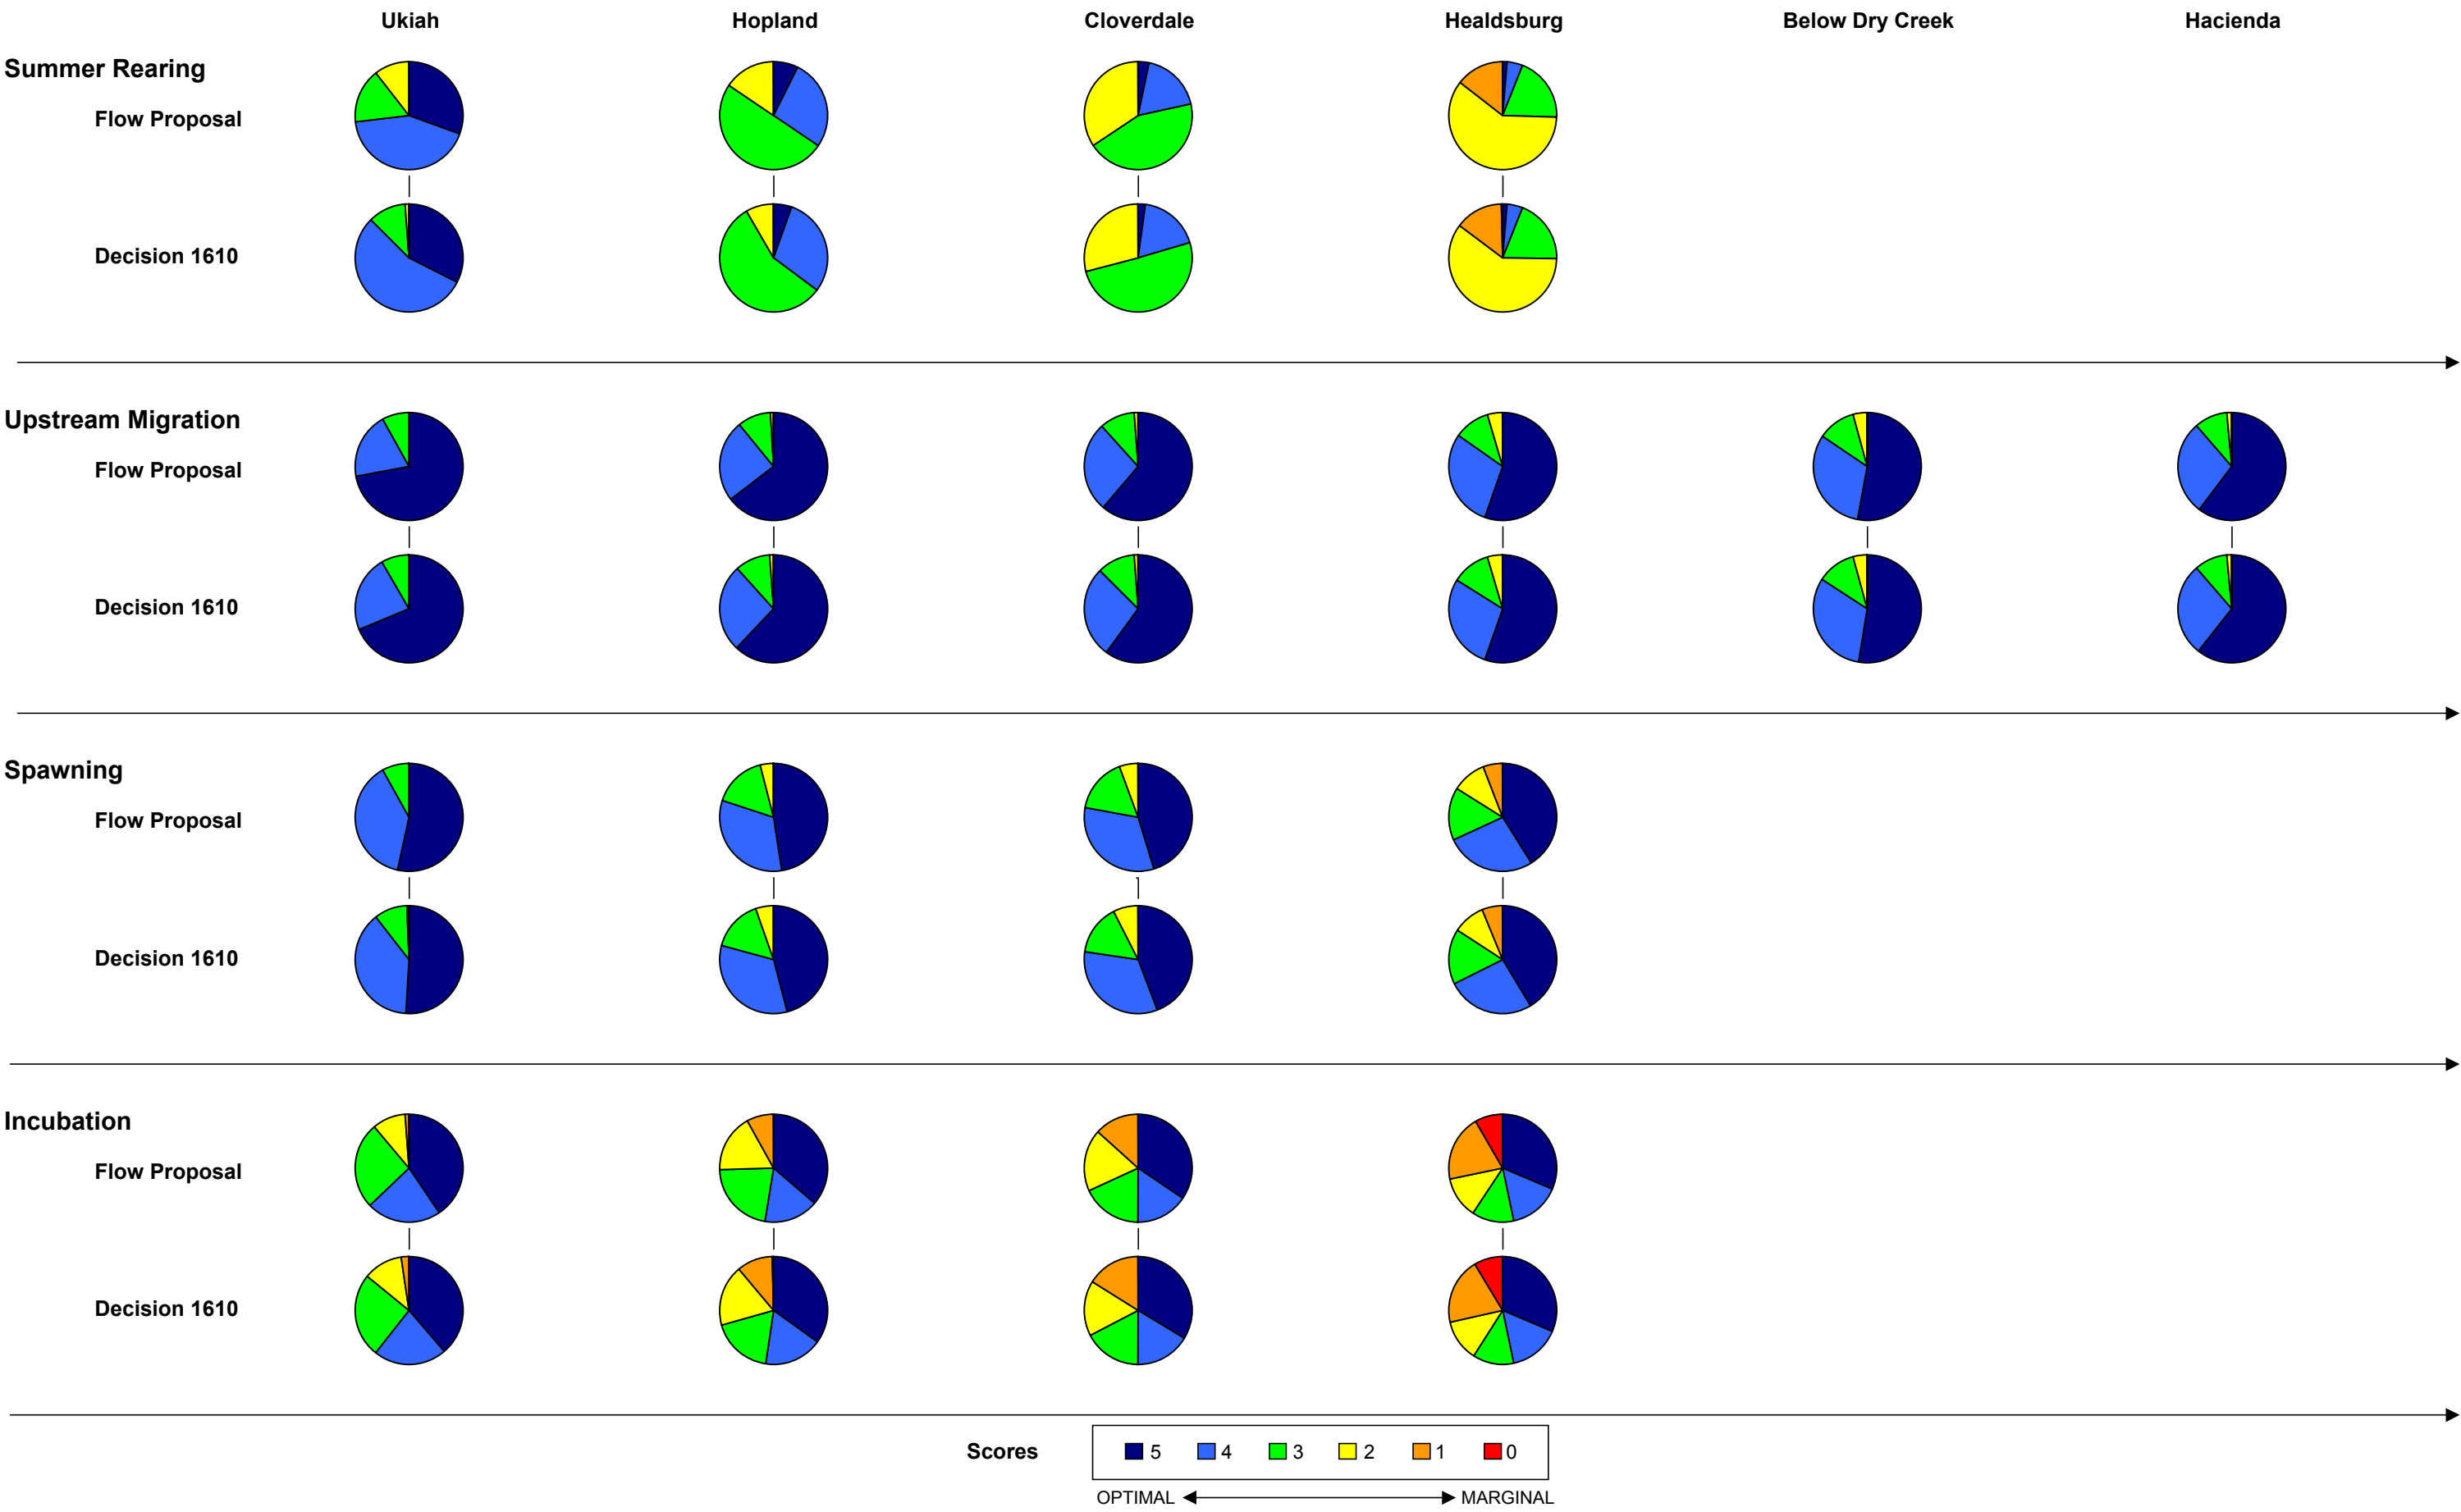 Ukiah Hopland Cloverdale Healdsburg Below Dry Creek Hacienda
Summer Rearing
Flow Proposal
Decision 1610
Upstream Migration
Flow Proposal
Decision 1610
Spawning
Flow Proposal
Decision 1610
Incubation
Flow Proposal
Decision 1610
Scores 5 4 3 2 1 0
OPTIMAL MARGINAL